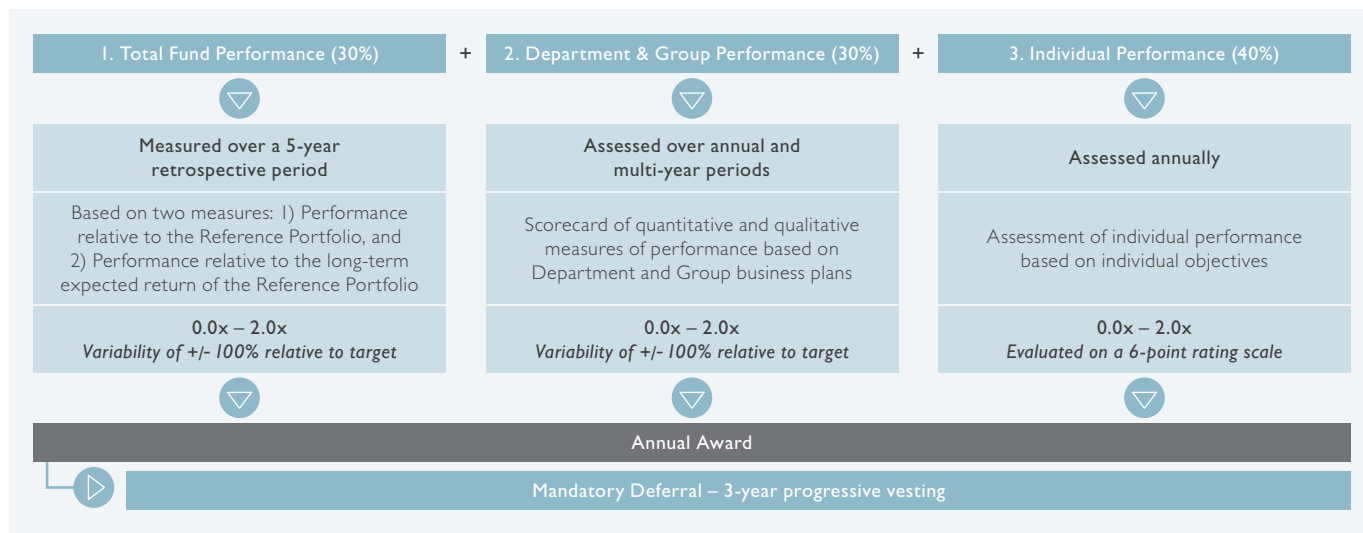 1. Total Fund Performance (30%)
+
2. Department & Group Performance (30%)
+
3. Individual Performance (40%)
Measured over a 5-year
retrospective period
Based on two measures: 1) Performance
relative to the Reference Portfolio, and
2) Performance relative to the long-term
expected return of the Reference Portfolio
0.0x – 2.0x
Variability of +/- 100% relative to target
Assessed over annual and
multi-year periods
Scorecard of quantitative and qualitative
measures of performance based on
Department and Group business plans
0.0x – 2.0x
Variability of +/- 100% relative to target
Assessed annually
Assessment of individual performance
based on individual objectives
0.0x – 2.0x
Evaluated on a 6-point rating scale
Annual Award
Mandatory Deferral – 3-year progressive vesting